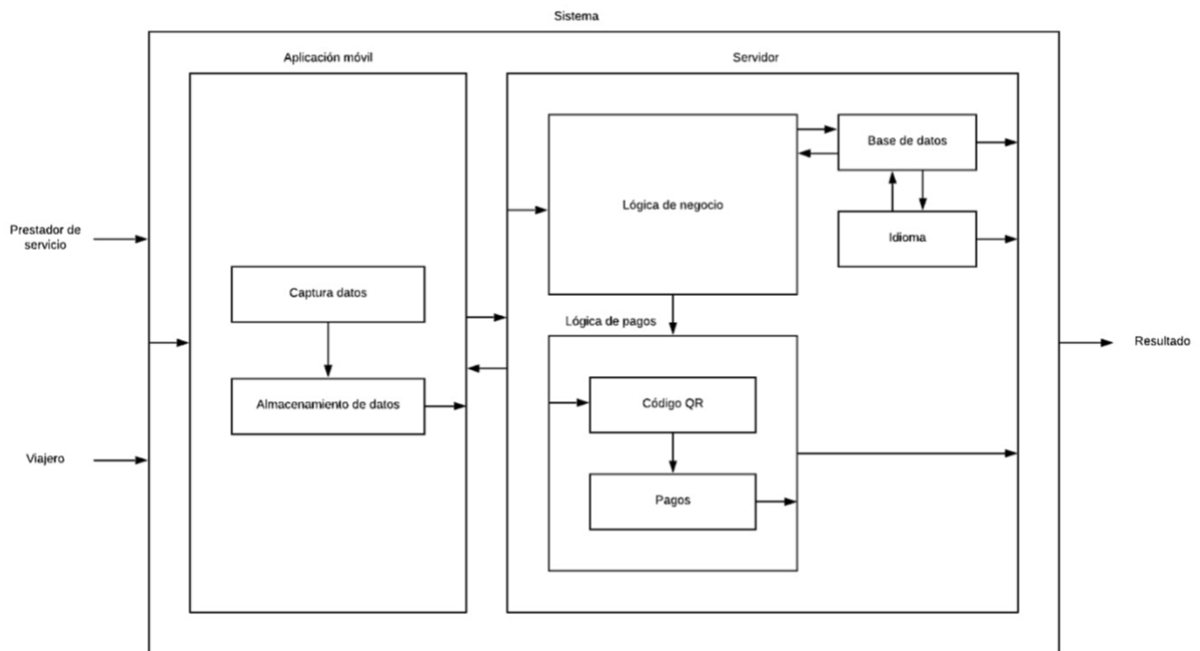 Sistema
Aplicación móvil
Servidor
Base de datos
Lógica de negocio
Prestador de
servicio
Idioma
Captura datos
Lógica de pagos
Resultado
Almacenamiento de datos
Código QR
Viajero
Pagos